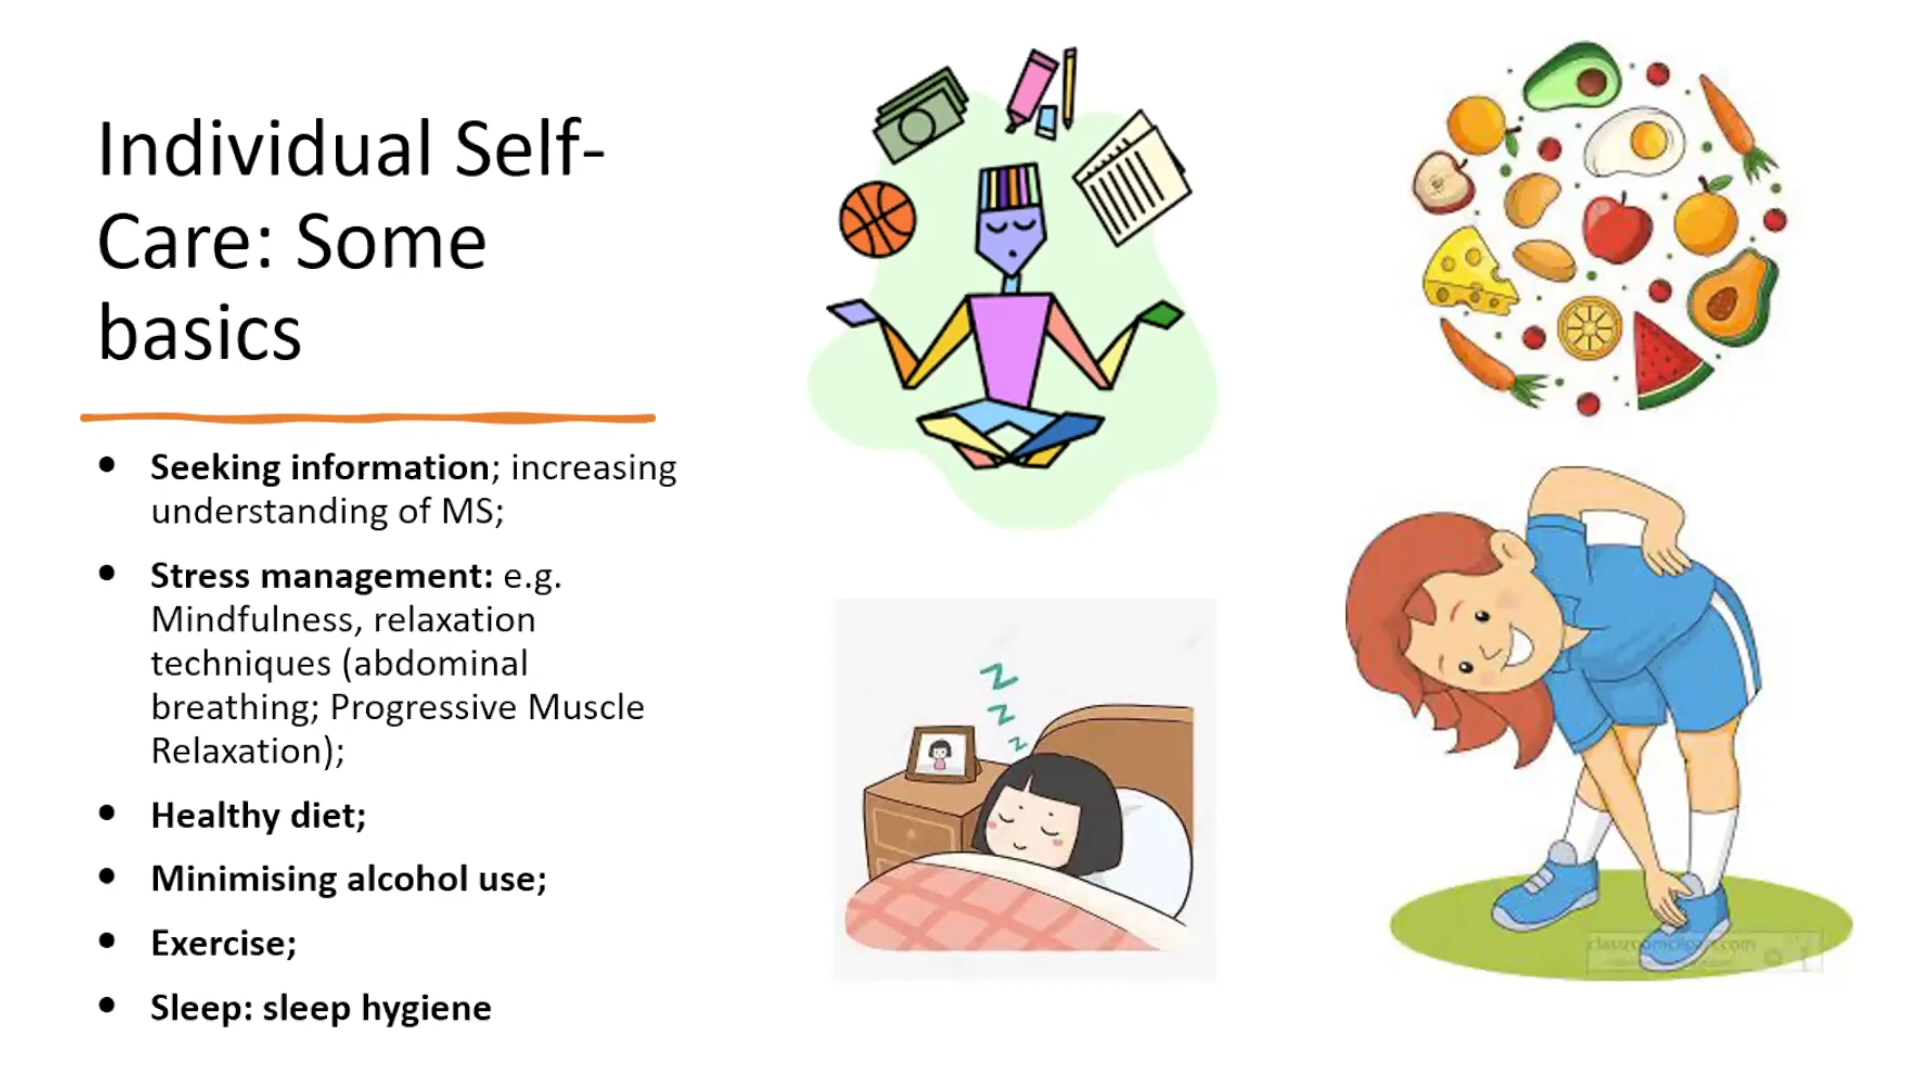 Individual Self-
Care: Some
basics
• Seeking information; increasing
understanding of MS;
• Stress management: e.g.
Mindfulness, relaxation
techniques (abdominal
breathing; Progressive Muscle
Relaxation);
• Healthy diet;
• Minimising alcohol use;
• Exercise;
• Sleep: sleep hygiene
z
z
z